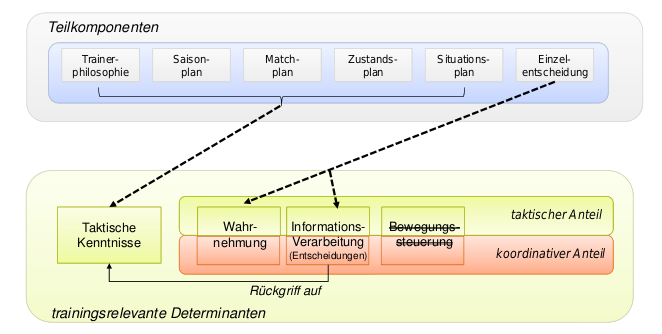 Teilkomponenten
Trainer-
philosophie
Saison-
plan
Match-
plan
Zustands-
plan
Situations-
plan
Einzel-
entscheidung
Taktische
Kenntnisse
Wahr-
nehmung
Informations-
Verarbeitung
(Entscheidungen)
Bewegungs-
steuerung
taktischer Anteil
koordinativer Anteil
Rückgriff auf
trainingsrelevante Determinanten